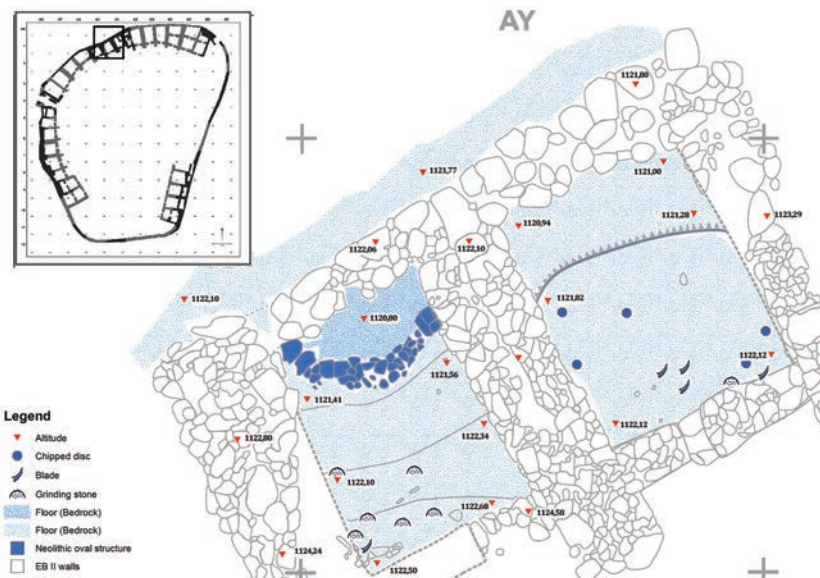 AY
1121,80
1121,77
1121,00
1120,94
1121,28
1123,29
1122,06
1122,10
1122,10
1121,82
1120,80
1122,12
1121,56
1121,41
1122,34
1122,12
1122,80
1122,10
1122,68
1124,58
1124,24
1122,50
Legend
Altitude
Chipped disc
Blade
Grinding stone
Floor (Bedrock)
Floor (Bedrock)
Neolithic oval structure
EB II walls